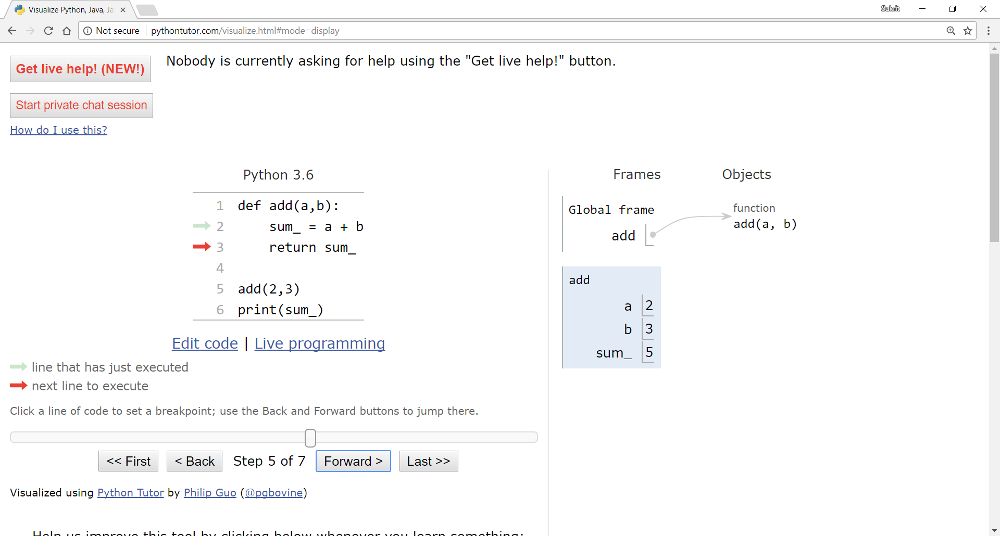 Visualize Python, Java, Ja
Sukrit
Not secure | pythontutor.com/visualize.html#mode=display
Get live help! (NEW!)
Nobody is currently asking for help using the "Get live help!" button.
Start private chat session
How do I use this?
Python 3.6
1 def add(a,b):
2     sum_ = a + b
3     return sum_
4
5 add(2,3)
6 print(sum_)
Edit code | Live programming
line that has just executed
next line to execute
Click a line of code to set a breakpoint; use the Back and Forward buttons to jump there.
<< First < Back Step 5 of 7 Forward > Last >>
Visualized using Python Tutor by Philip Guo (@pgbovine)
Help us improve this tool by clicking below whenever you learn something:
Frames Objects
Global frame
add
function
add(a, b)
add
a 2
b 3
sum_ 5